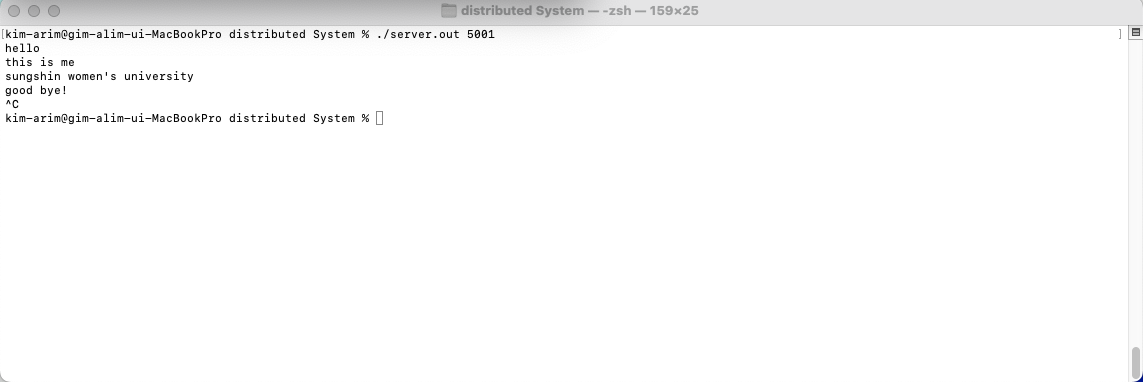 distributed System — -zsh — 159×25
[kim-arim@gim-alim-ui-MacBookPro distributed System % ./server.out 5001 ]
hello
this is me
sungshin women's university
good bye!
^C
kim-arim@gim-alim-ui-MacBookPro distributed System %